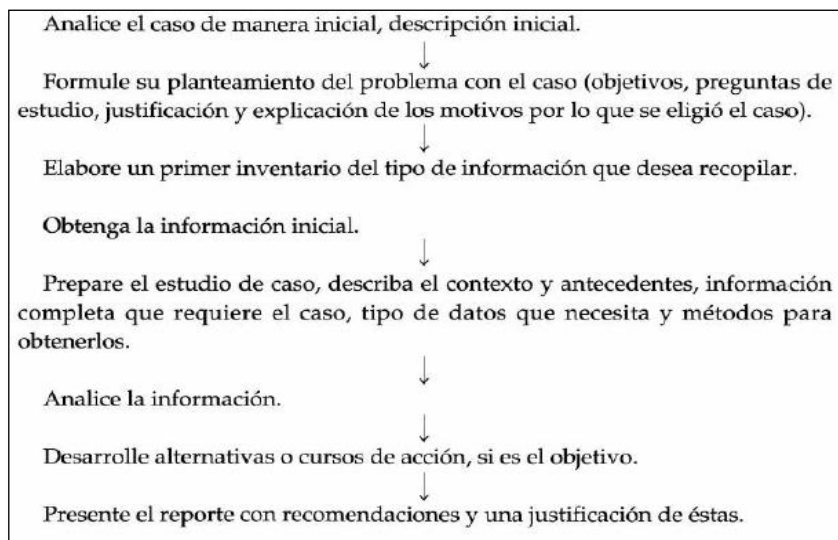 Analice el caso de manera inicial, descripción inicial.
Formule su planteamiento del problema con el caso (objetivos, preguntas de
estudio, justificación y explicación de los motivos por lo que se eligió el caso).
Elabore un primer inventario del tipo de información que desea recopilar.
Obtenga la información inicial.
Prepare el estudio de caso, describa el contexto y antecedentes, información
completa que requiere el caso, tipo de datos que necesita y métodos para
obtenerlos.
Analice la información.
Desarrolle alternativas o cursos de acción, si es el objetivo.
Presente el reporte con recomendaciones y una justificación de éstas.